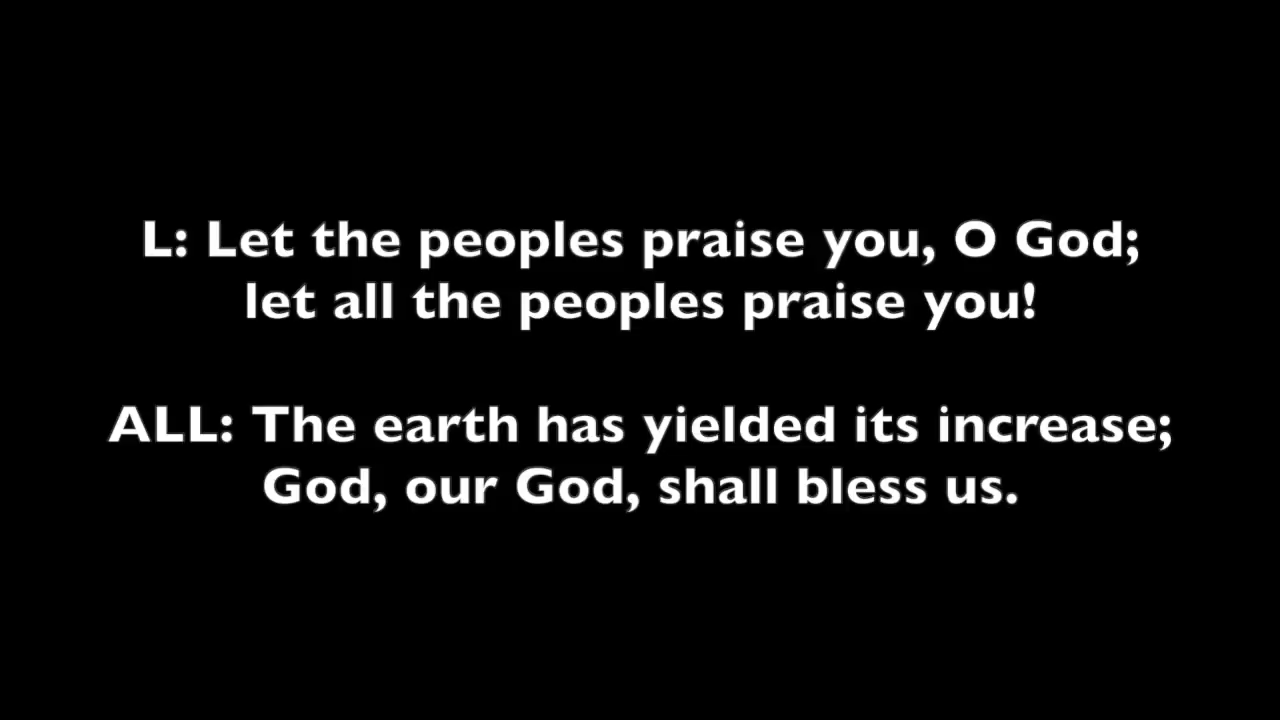 L: Let the peoples praise you, O God;
let all the peoples praise you!
ALL: The earth has yielded its increase;
God, our God, shall bless us.